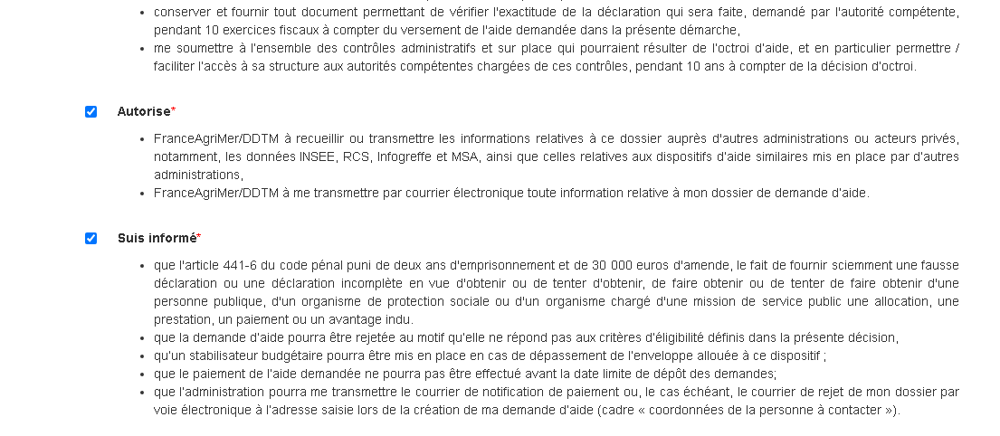 • conserver et fournir tout document permettant de vérifier l'exactitude de la déclaration qui sera faite, demandé par l'autorité compétente,
pendant 10 exercices fiscaux à compter du versement de l'aide demandée dans la présente démarche,
• me soumettre à l'ensemble des contrôles administratifs et sur place qui pourraient résulter de l'octroi d'aide, et en particulier permettre /
faciliter l'accès à sa structure aux autorités compétentes chargées de ces contrôles, pendant 10 ans à compter de la décision d'octroi.
Autorise*
• FranceAgriMer/DDTM à recueillir ou transmettre les informations relatives à ce dossier auprès d'autres administrations ou acteurs privés,
notamment, les données INSEE, RCS, Infogreffe et MSA, ainsi que celles relatives aux dispositifs d'aide similaires mis en place par d'autres
administrations,
• FranceAgriMer/DDTM à me transmettre par courrier électronique toute information relative à mon dossier de demande d'aide.
Suis informé*
• que l'article 441-6 du code pénal puni de deux ans d'emprisonnement et de 30 000 euros d'amende, le fait de fournir sciemment une fausse
déclaration ou une déclaration incomplète en vue d'obtenir ou de tenter d'obtenir, de faire obtenir ou de tenter de faire obtenir d'une
personne publique, d'un organisme de protection sociale ou d'un organisme chargé d'une mission de service public une allocation, une
prestation, un paiement ou un avantage indu.
• que la demande d'aide pourra être rejetée au motif qu'elle ne répond pas aux critères d'éligibilité définis dans la présente décision,
• qu'un stabilisateur budgétaire pourra être mis en place en cas de dépassement de l'enveloppe allouée à ce dispositif ;
• que le paiement de l'aide demandée ne pourra pas être effectué avant la date limite de dépôt des demandes;
• que l'administration pourra me transmettre le courrier de notification de paiement ou, le cas échéant, le courrier de rejet de mon dossier par
voie électronique à l'adresse saisie lors de la création de ma demande d'aide (cadre « coordonnées de la personne à contacter »).